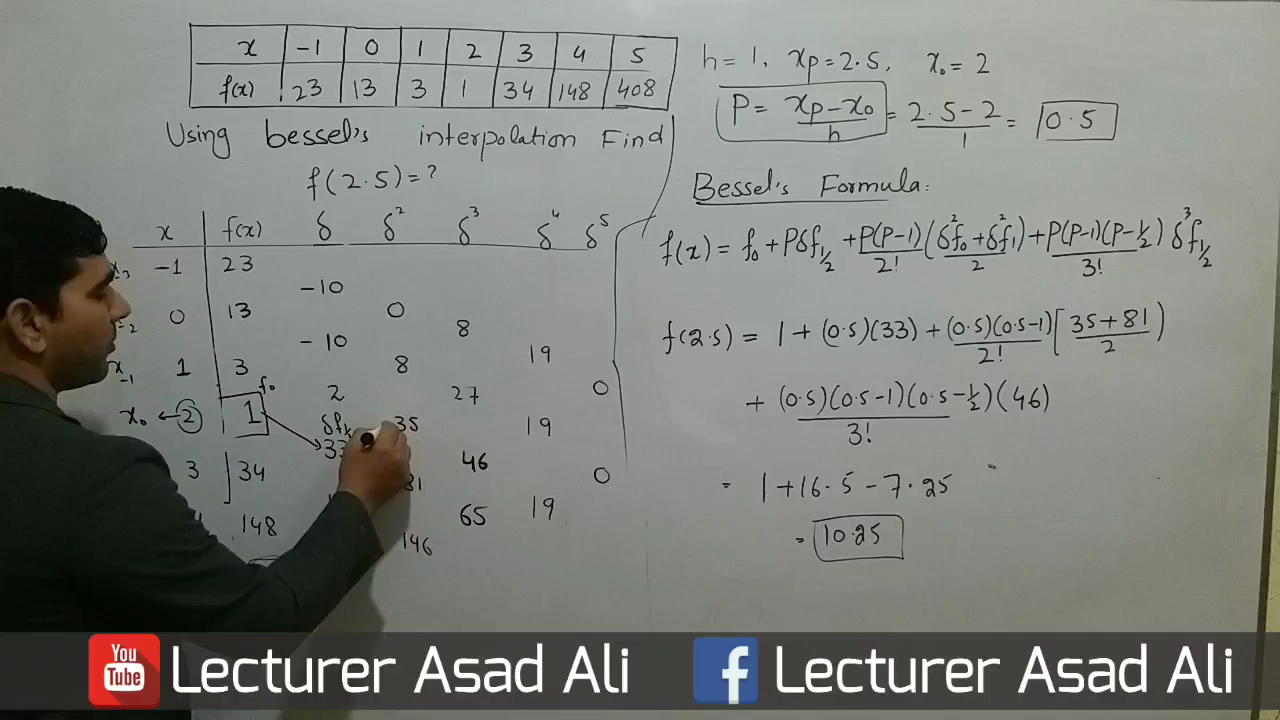 x | -1 | 0 | 1 | 2 | 3 | 4 | 5
f(x) | 23 | 13 | 3 | 1 | 34 | 148 | 408
Using bessel's interpolation Find
f(2.5) = ?
x f(x) δ δ² δ³ δ⁴ δ⁵
-1 23
-10
x₋₂ 0 13 0
8
-10 19
x₋₁ 1 3 8
2 27 0
f₀
x₀ ← 2 1 35 19
33
46
3 34 0
65 19
148
146
h = 1, xp = 2.5, x₀ = 2
P = (xp - x₀)/h = (2.5 - 2)/1 = 0.5
Bessel's Formula:
f(x) = f₀ + Pδf₁/₂ + P(P-1)/2! (δ²f₀ + δ²f₁)/2 + P(P-1)(P-½)/3! δ³f₁/₂
f(2.5) = 1 + (0.5)(33) + (0.5)(0.5-1)/2! [(35+81)/2]
+ (0.5)(0.5-1)(0.5-½)(46)/3!
= 1 + 16.5 - 7.25
= 10.25
You Tube Lecturer Asad Ali
f Lecturer Asad Ali